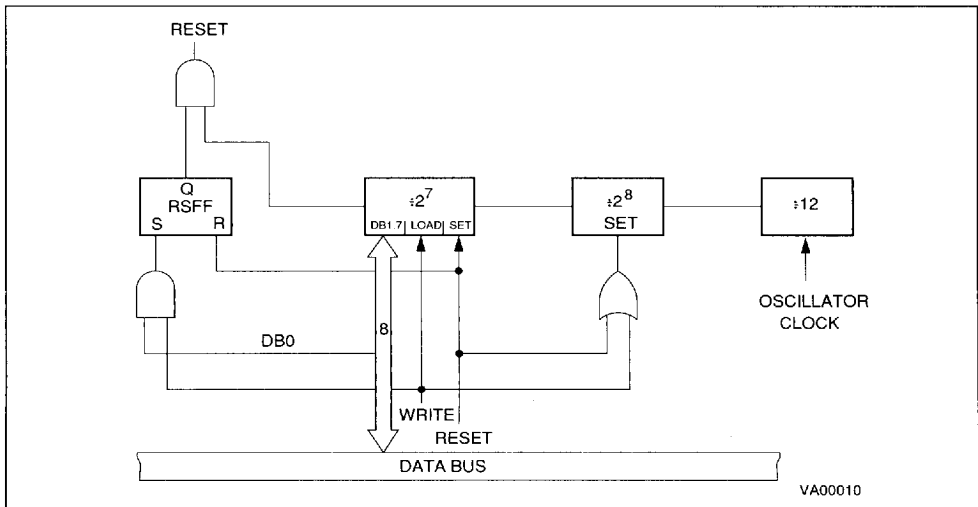 RESET
Q
RSFF
S R
÷2⁷
DB1.7 LOAD SET
÷2⁸
SET
÷12
OSCILLATOR
CLOCK
8
DB0
WRITE
RESET
DATA BUS
VA00010